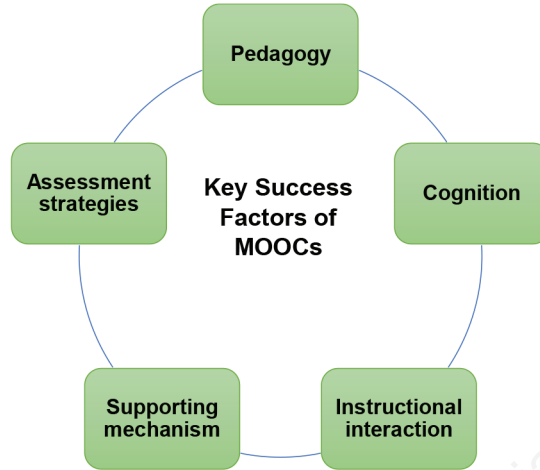 Pedagogy
Cognition
Instructional
interaction
Supporting
mechanism
Assessment
strategies
Key Success
Factors of
MOOCs